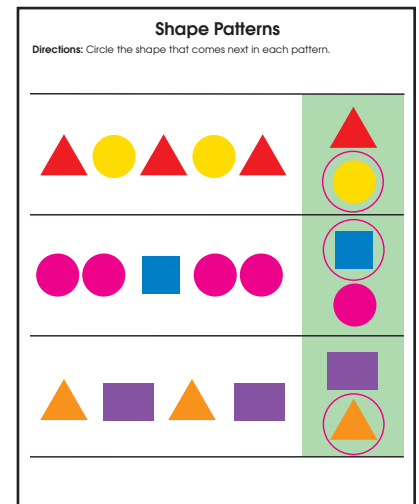 Shape Patterns
Directions: Circle the shape that comes next in each pattern.